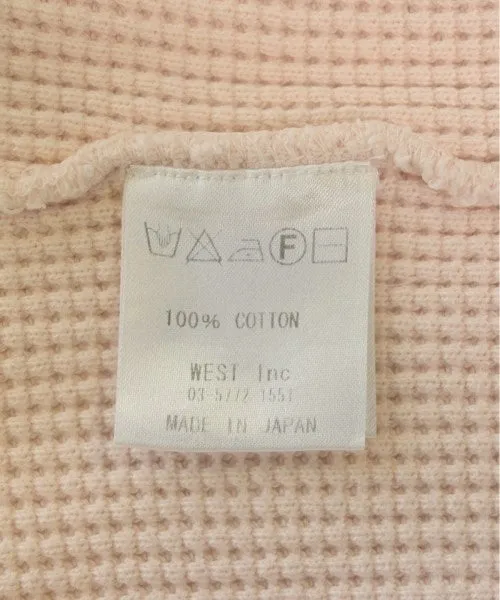 F
100% COTTON
WEST Inc
03-5772-1551
MADE IN JAPAN